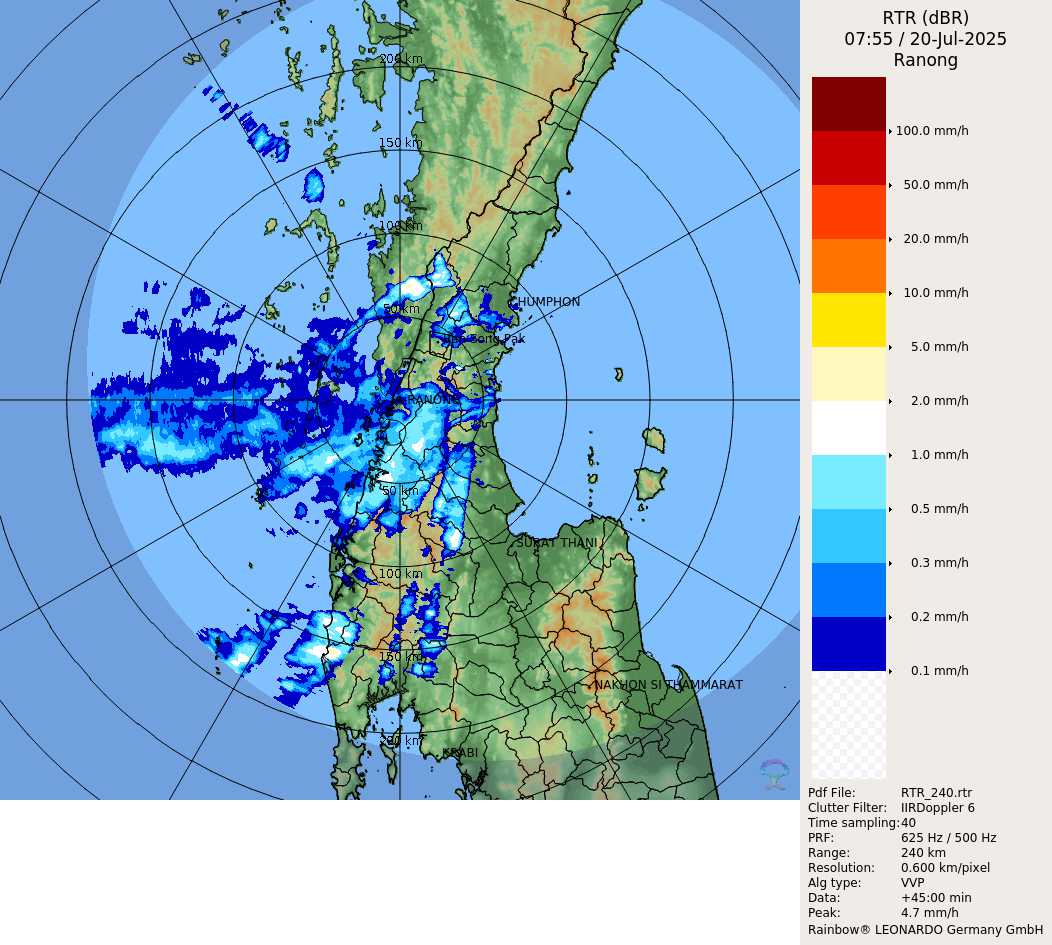 RTR (dBR)
07:55 / 20-Jul-2025
Ranong
200 km
150 km
100 km
50 km
CHUMPHON
RANONG
50 km
SURAT THANI
100 km
150 km
NAKHON SI THAMMARAT
200 km
KRABI
100.0 mm/h
50.0 mm/h
20.0 mm/h
10.0 mm/h
5.0 mm/h
2.0 mm/h
1.0 mm/h
0.5 mm/h
0.3 mm/h
0.2 mm/h
0.1 mm/h
Pdf File: RTR_240.rtr
Clutter Filter: IIRDoppler 6
Time sampling:40
PRF: 625 Hz / 500 Hz
Range: 240 km
Resolution: 0.600 km/pixel
Alg type: VVP
Data: +45:00 min
Peak: 4.7 mm/h
Rainbow® LEONARDO Germany GmbH